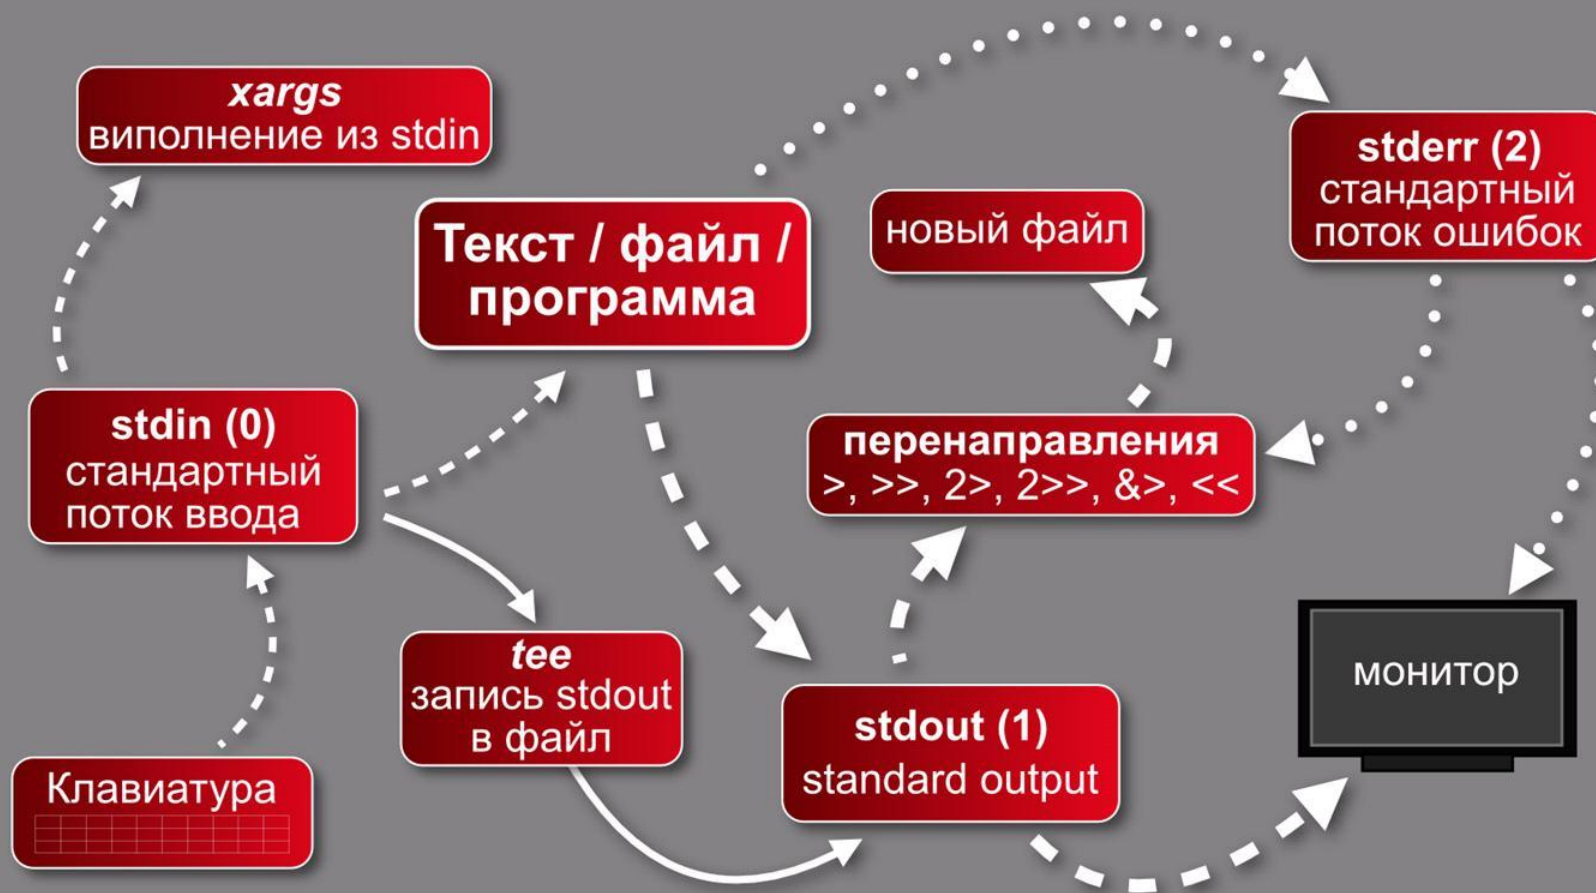 xargs
виполнение из stdin
Текст / файл /
программа
новый файл
stderr (2)
стандартный
поток ошибок
stdin (0)
стандартный
поток ввода
перенаправления
>, >>, 2>, 2>>, &>, <<
tee
запись stdout
в файл
stdout (1)
standard output
монитор
Клавиатура